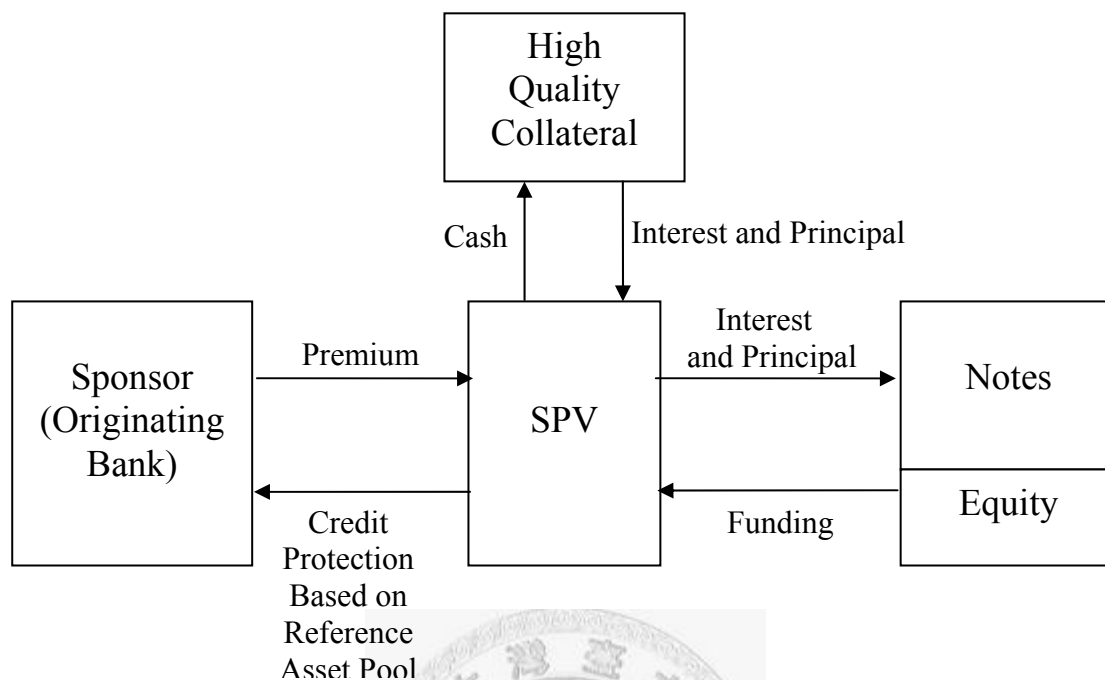 High
Quality
Collateral
Cash
Interest and Principal
Sponsor
(Originating
Bank)
Premium
Credit
Protection
Based on
Reference
Asset Pool
SPV
Interest
and Principal
Funding
Notes
Equity